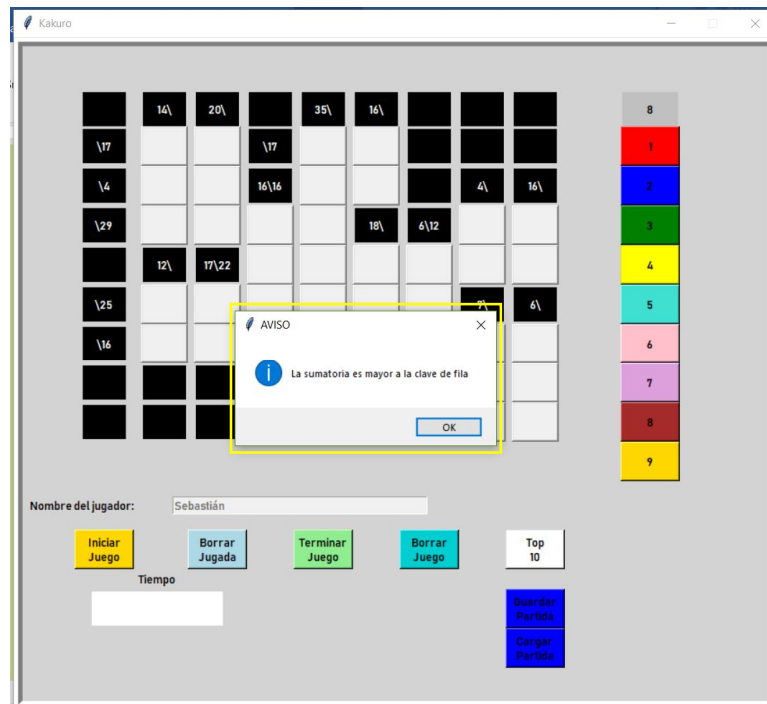 Kakuro
14\ 20\ 35\ 16\ 8
\17 \17 1
\4 16\16 4\ 16\ 2
\29 18\ 6\12 3
12\ 17\22 4
\25 7\ 6\ 5
AVISO
\16 6
La sumatoria es mayor a la clave de fila
7
OK
8
9
Nombre del jugador: Sebastián
Iniciar Juego
Borrar Jugada
Terminar Juego
Borrar Juego
Top 10
Tiempo
Guardar Partida
Cargar Partida